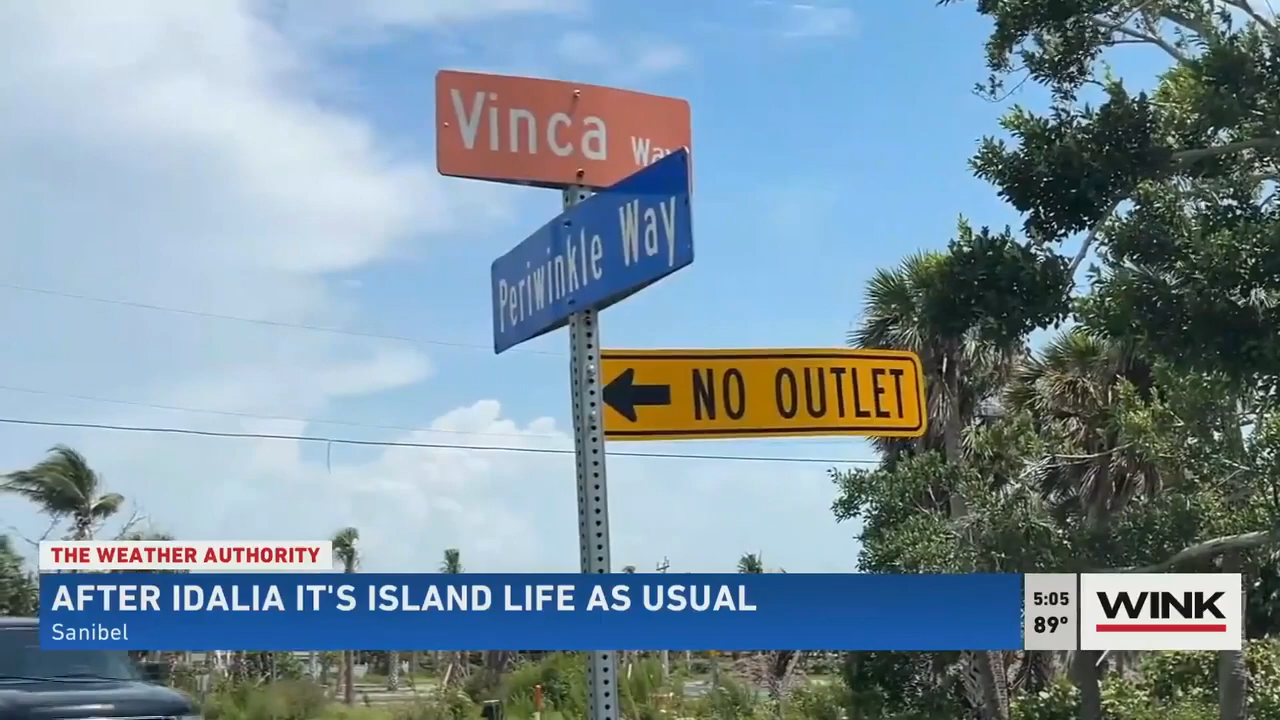 Vinca Way
Periwinkle Way
NO OUTLET
THE WEATHER AUTHORITY
AFTER IDALIA IT'S ISLAND LIFE AS USUAL
Sanibel
5:05
89°
WINK